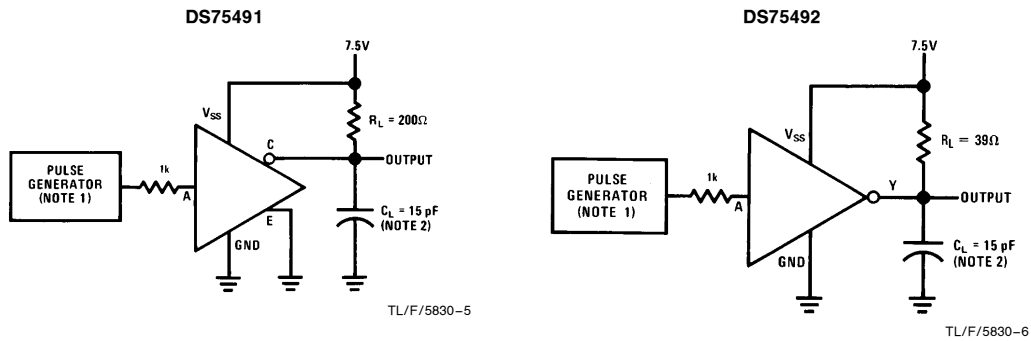 DS75491
7.5V
VSS
RL = 200Ω
C
OUTPUT
PULSE
GENERATOR
(NOTE 1)
1k
A
E
CL = 15 pF
(NOTE 2)
GND
TL/F/5830–5
DS75492
7.5V
VSS
RL = 39Ω
PULSE
GENERATOR
(NOTE 1)
1k
A
Y
OUTPUT
CL = 15 pF
(NOTE 2)
GND
TL/F/5830–6